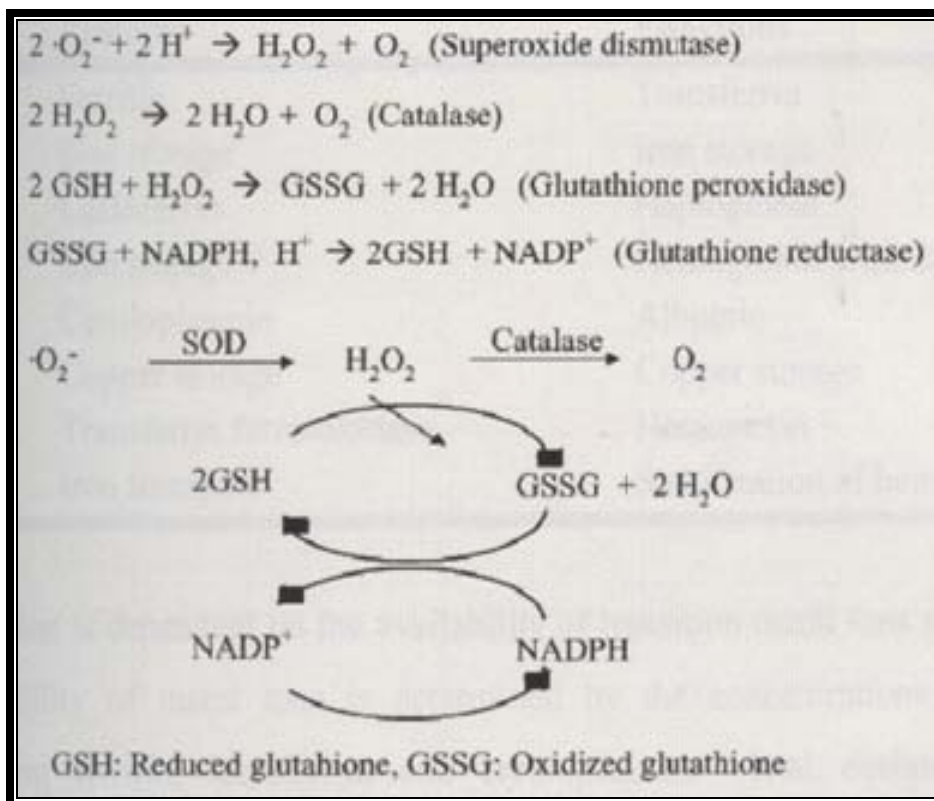 2 ·O₂⁻ + 2 H⁺ → H₂O₂ + O₂ (Superoxide dismutase)
2 H₂O₂ → 2 H₂O + O₂ (Catalase)
2 GSH + H₂O₂ → GSSG + 2 H₂O (Glutathione peroxidase)
GSSG + NADPH, H⁺ → 2GSH + NADP⁺ (Glutathione reductase)
·O₂⁻ SOD H₂O₂ Catalase O₂
2GSH GSSG + 2 H₂O
NADP⁺ NADPH
GSH: Reduced glutahione, GSSG: Oxidized glutathione